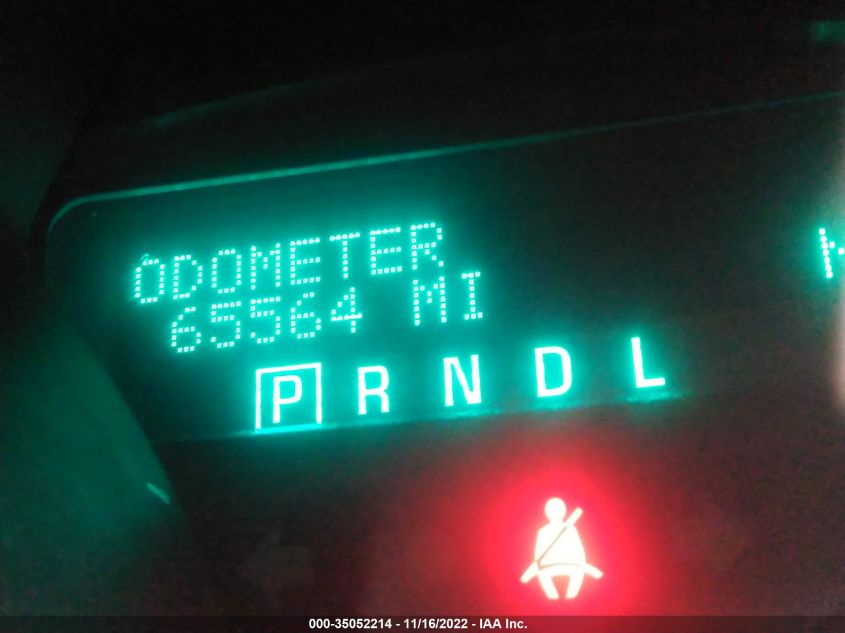 ODOMETER
65564 MI
P R N D L
000-35052214 - 11/16/2022 - IAA Inc.